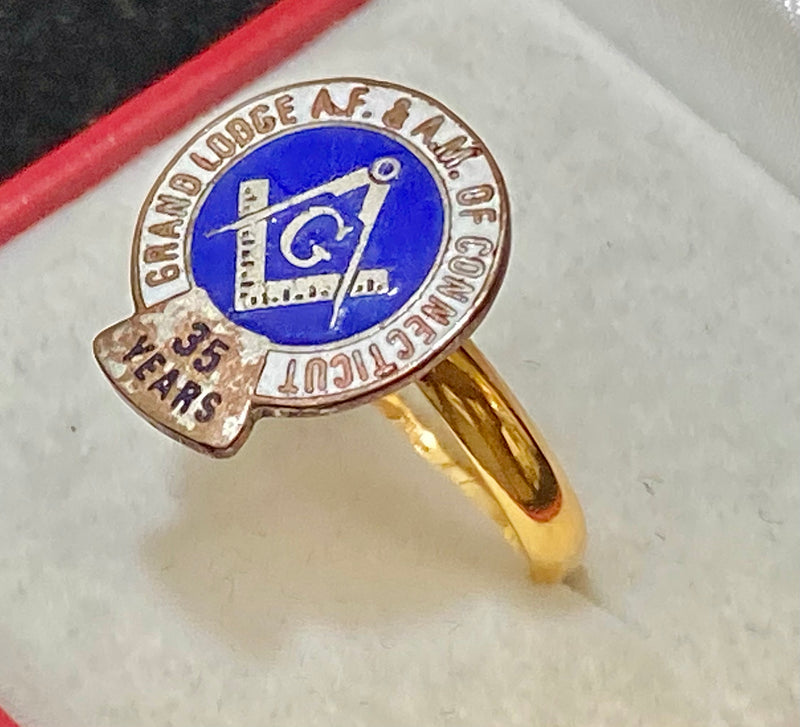 GRAND LODGE A.F. & A.M. OF CONNECTICUT
G
35
YEARS